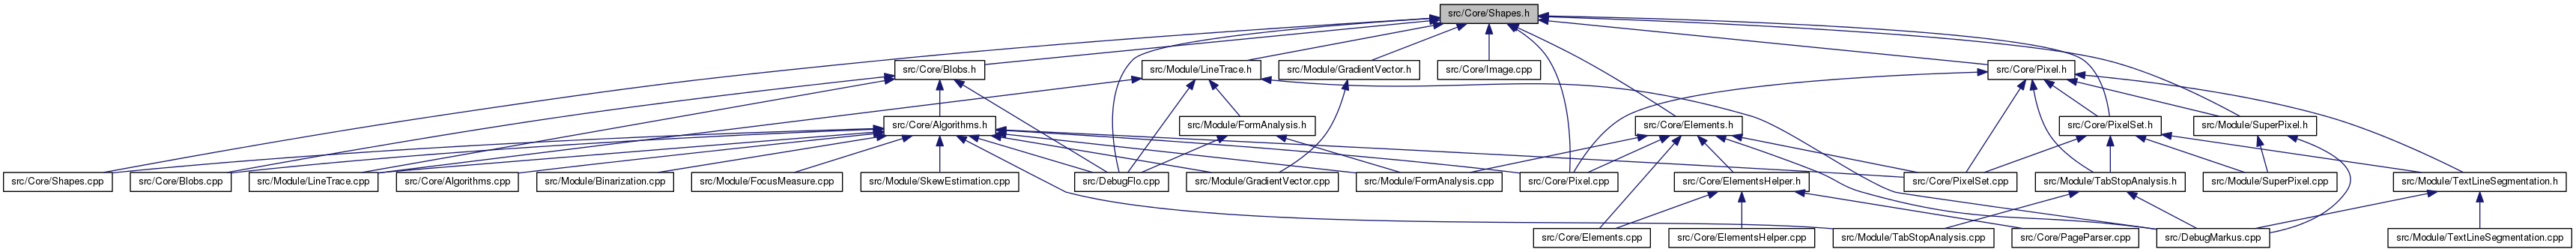 src/Core/Shapes.h
src/Core/Blobs.h
src/Module/LineTrace.h
src/Module/GradientVector.h
src/Core/Image.cpp
src/Core/Pixel.h
src/Core/Algorithms.h
src/Module/FormAnalysis.h
src/Core/Elements.h
src/Core/PixelSet.h
src/Module/SuperPixel.h
src/Core/Shapes.cpp
src/Core/Blobs.cpp
src/Module/LineTrace.cpp
src/Core/Algorithms.cpp
src/Module/Binarization.cpp
src/Module/FocusMeasure.cpp
src/Module/SkewEstimation.cpp
src/DebugFlo.cpp
src/Module/GradientVector.cpp
src/Module/FormAnalysis.cpp
src/Core/Pixel.cpp
src/Core/ElementsHelper.h
src/Core/PixelSet.cpp
src/Module/TabStopAnalysis.h
src/Module/SuperPixel.cpp
src/Module/TextLineSegmentation.h
src/Core/Elements.cpp
src/Core/ElementsHelper.cpp
src/Module/TabStopAnalysis.cpp
src/Core/PageParser.cpp
src/DebugMarkus.cpp
src/Module/TextLineSegmentation.cpp